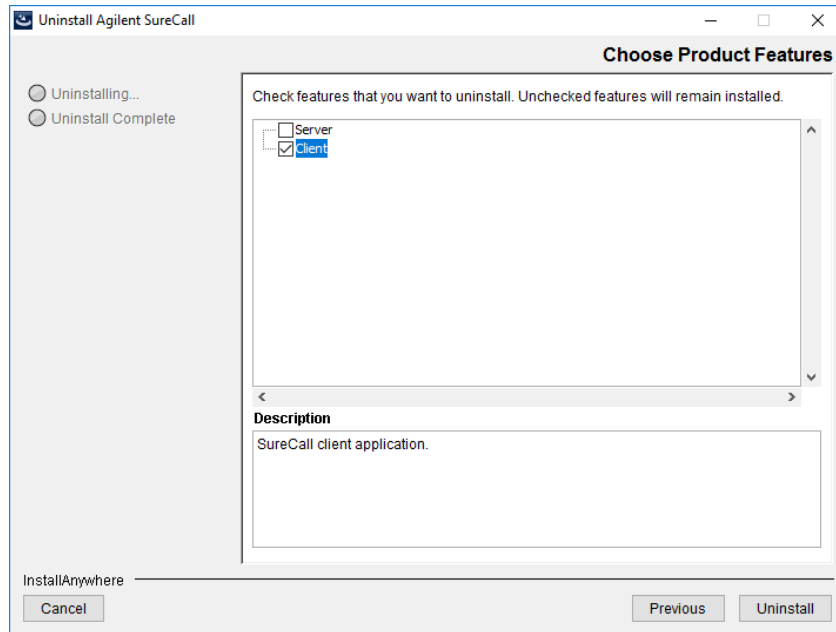 Uninstall Agilent SureCall
Choose Product Features
Uninstalling...
Uninstall Complete
Check features that you want to uninstall. Unchecked features will remain installed.
Server
Client
Description
SureCall client application.
InstallAnywhere
Cancel
Previous
Uninstall